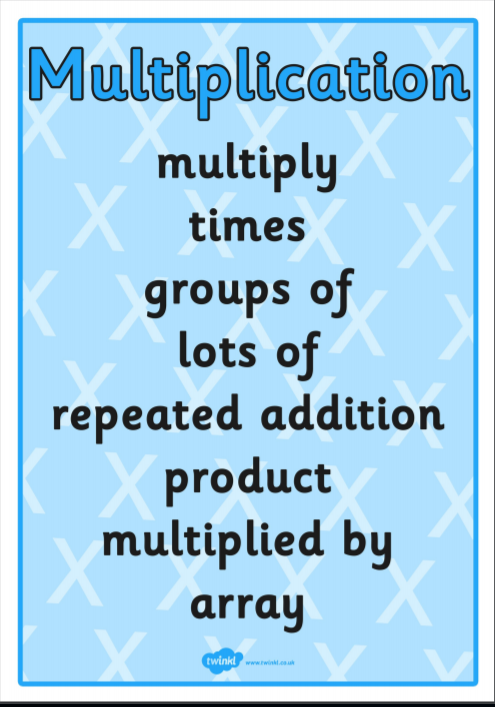 Multiplication
multiply
times
groups of
lots of
repeated addition
product
multiplied by
array
twinkl www.twinkl.co.uk